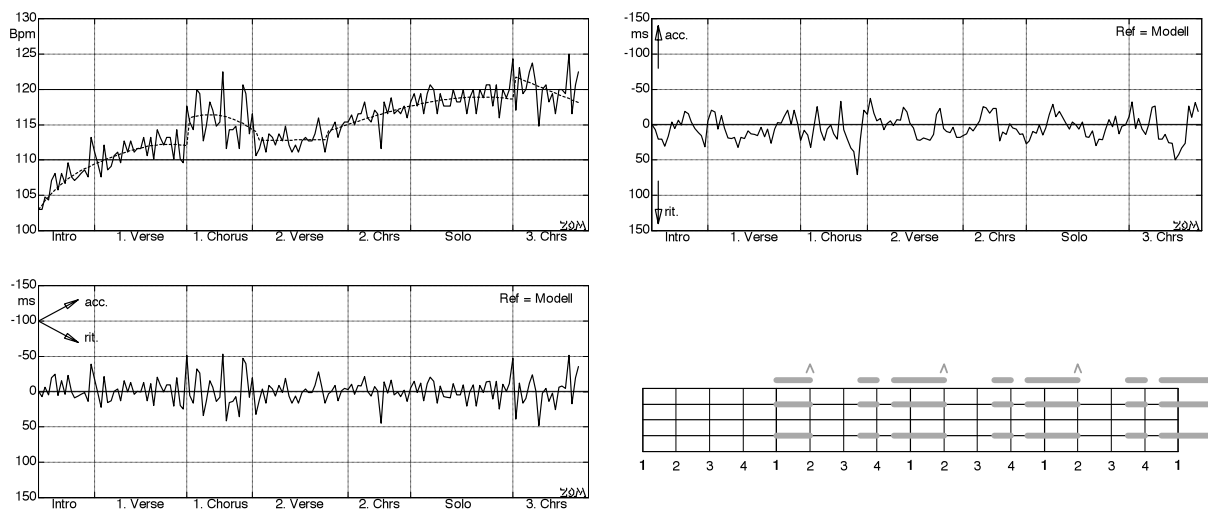 130
Bpm
125
120
115
110
105
100
Intro 1. Verse 1. Chorus 2. Verse 2. Chrs Solo 3. Chrs
ZOM
-150
ms
-100
-50
0
50
100
150
acc.
rit.
Ref = Modell
Intro 1. Verse 1. Chorus 2. Verse 2. Chrs Solo 3. Chrs
ZOM
-150
ms
-100
-50
0
50
100
150
acc.
rit.
Ref = Modell
Intro 1. Verse 1. Chorus 2. Verse 2. Chrs Solo 3. Chrs
ZOM
1 2 3 4 1 2 3 4 1 2 3 4 1 2 3 4 1